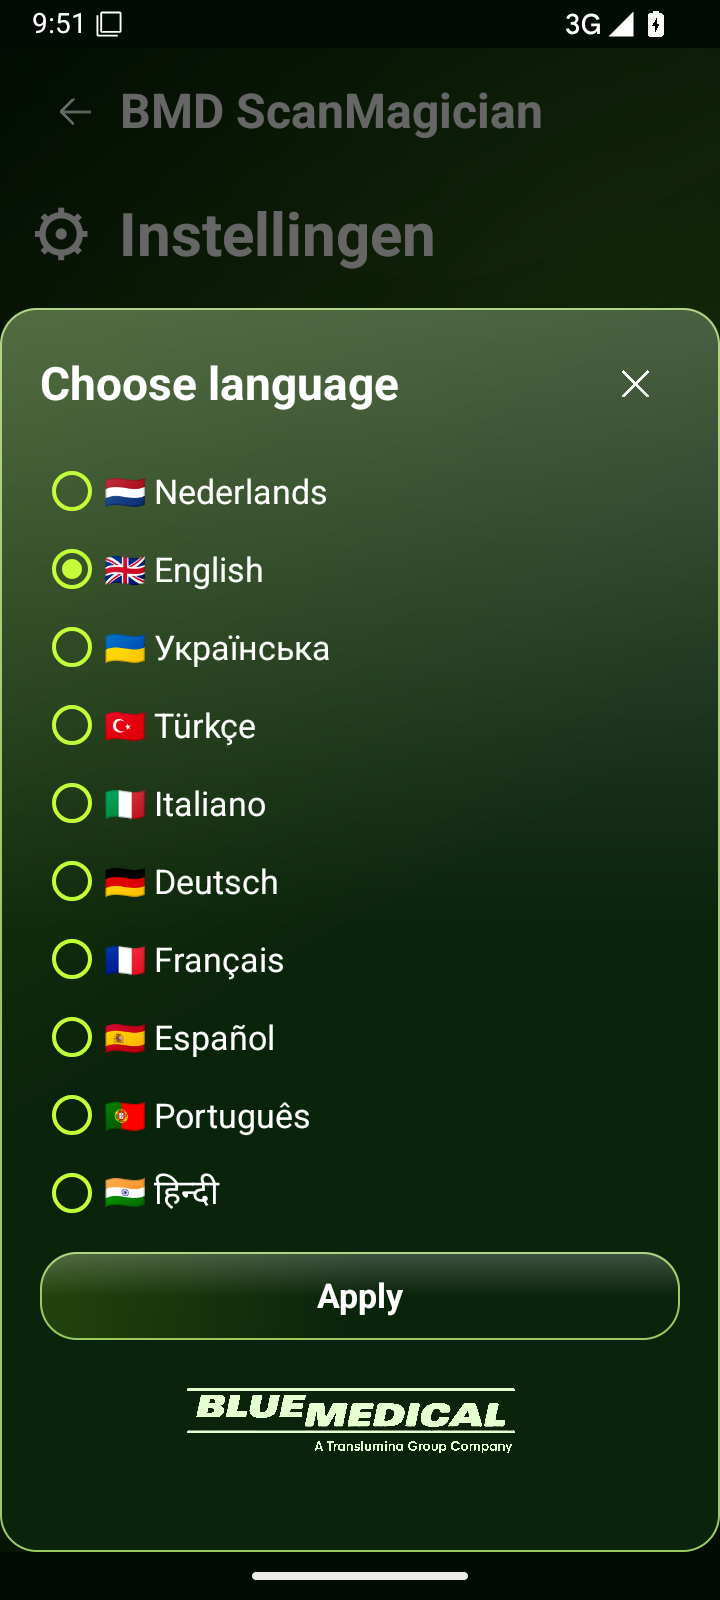 9:51
3G
BMD ScanMagician
Instellingen
Choose language
Nederlands
English
Українська
Türkçe
Italiano
Deutsch
Français
Español
Português
हिन्दी
Apply
BLUEMEDICAL
A Translumina Group Company